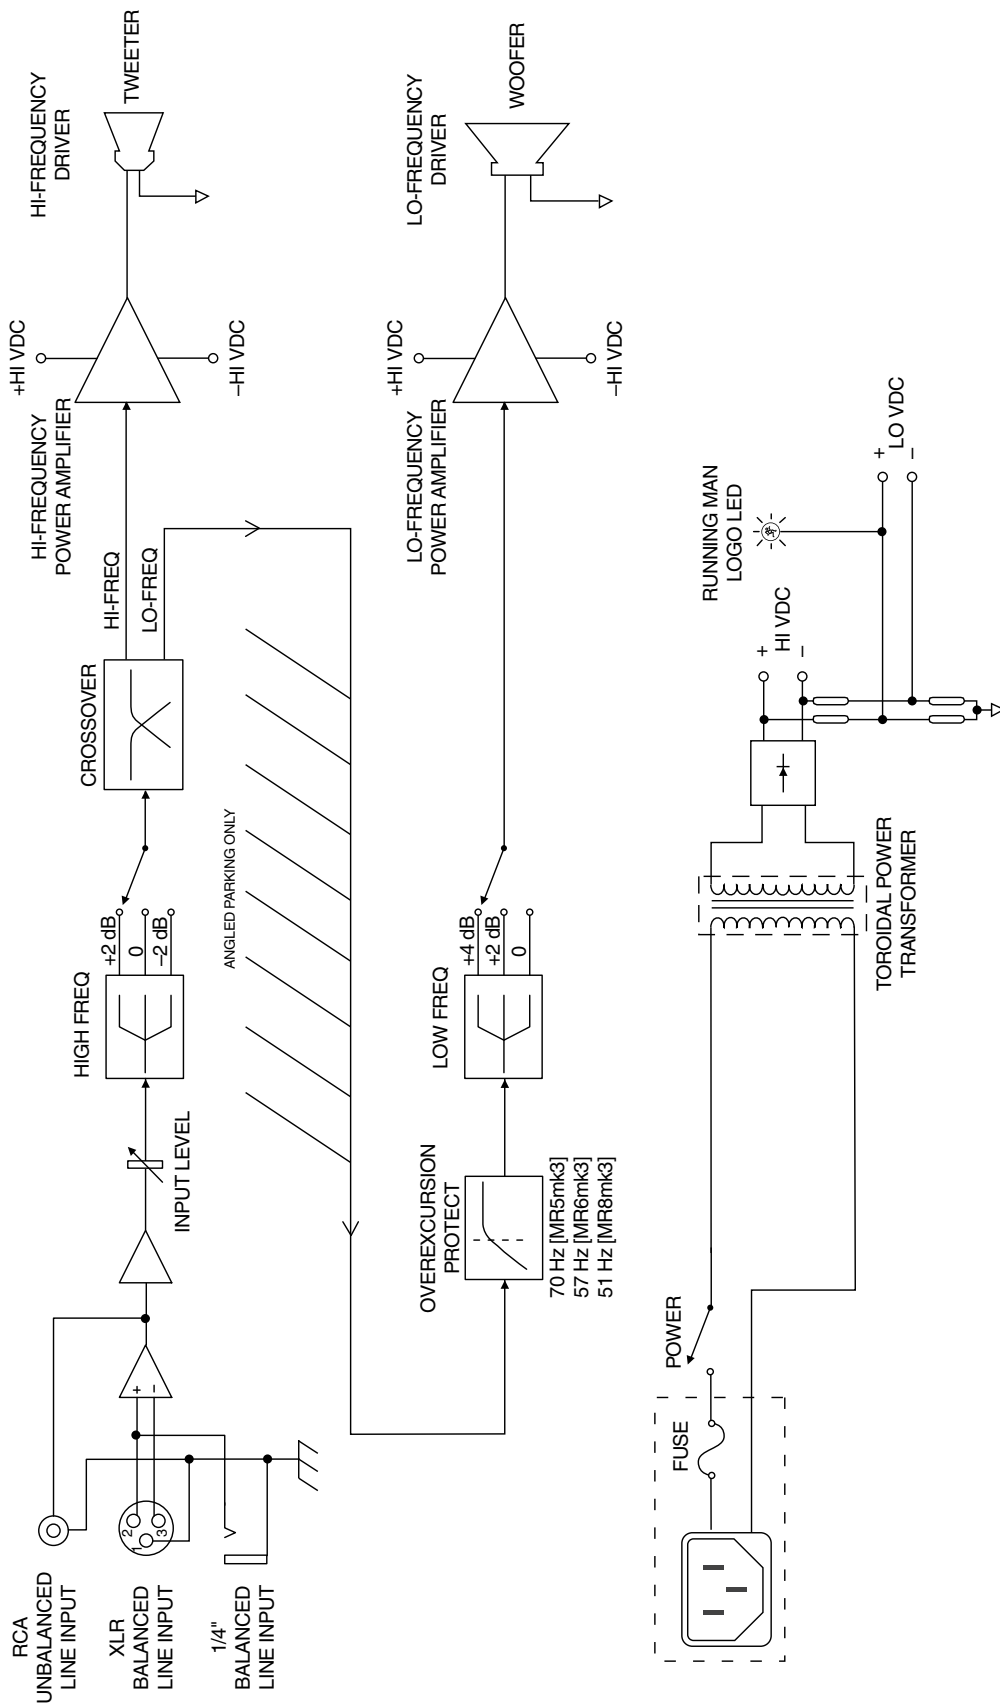 RCA
UNBALANCED
LINE INPUT
XLR
BALANCED
LINE INPUT
1/4"
BALANCED
LINE INPUT
1
2
3
+
–
INPUT LEVEL
HIGH FREQ
+2 dB
0
–2 dB
CROSSOVER
HI-FREQ
LO-FREQ
HI-FREQUENCY
POWER AMPLIFIER
+HI VDC
–HI VDC
HI-FREQUENCY
DRIVER
TWEETER
ANGLED PARKING ONLY
OVEREXCURSION
PROTECT
70 Hz [MR5mk3]
57 Hz [MR6mk3]
51 Hz [MR8mk3]
LOW FREQ
+4 dB
+2 dB
0
LO-FREQUENCY
POWER AMPLIFIER
+HI VDC
–HI VDC
LO-FREQUENCY
DRIVER
WOOFER
FUSE
POWER
TOROIDAL POWER
TRANSFORMER
+
HI VDC
–
RUNNING MAN
LOGO LED
+
LO VDC
–